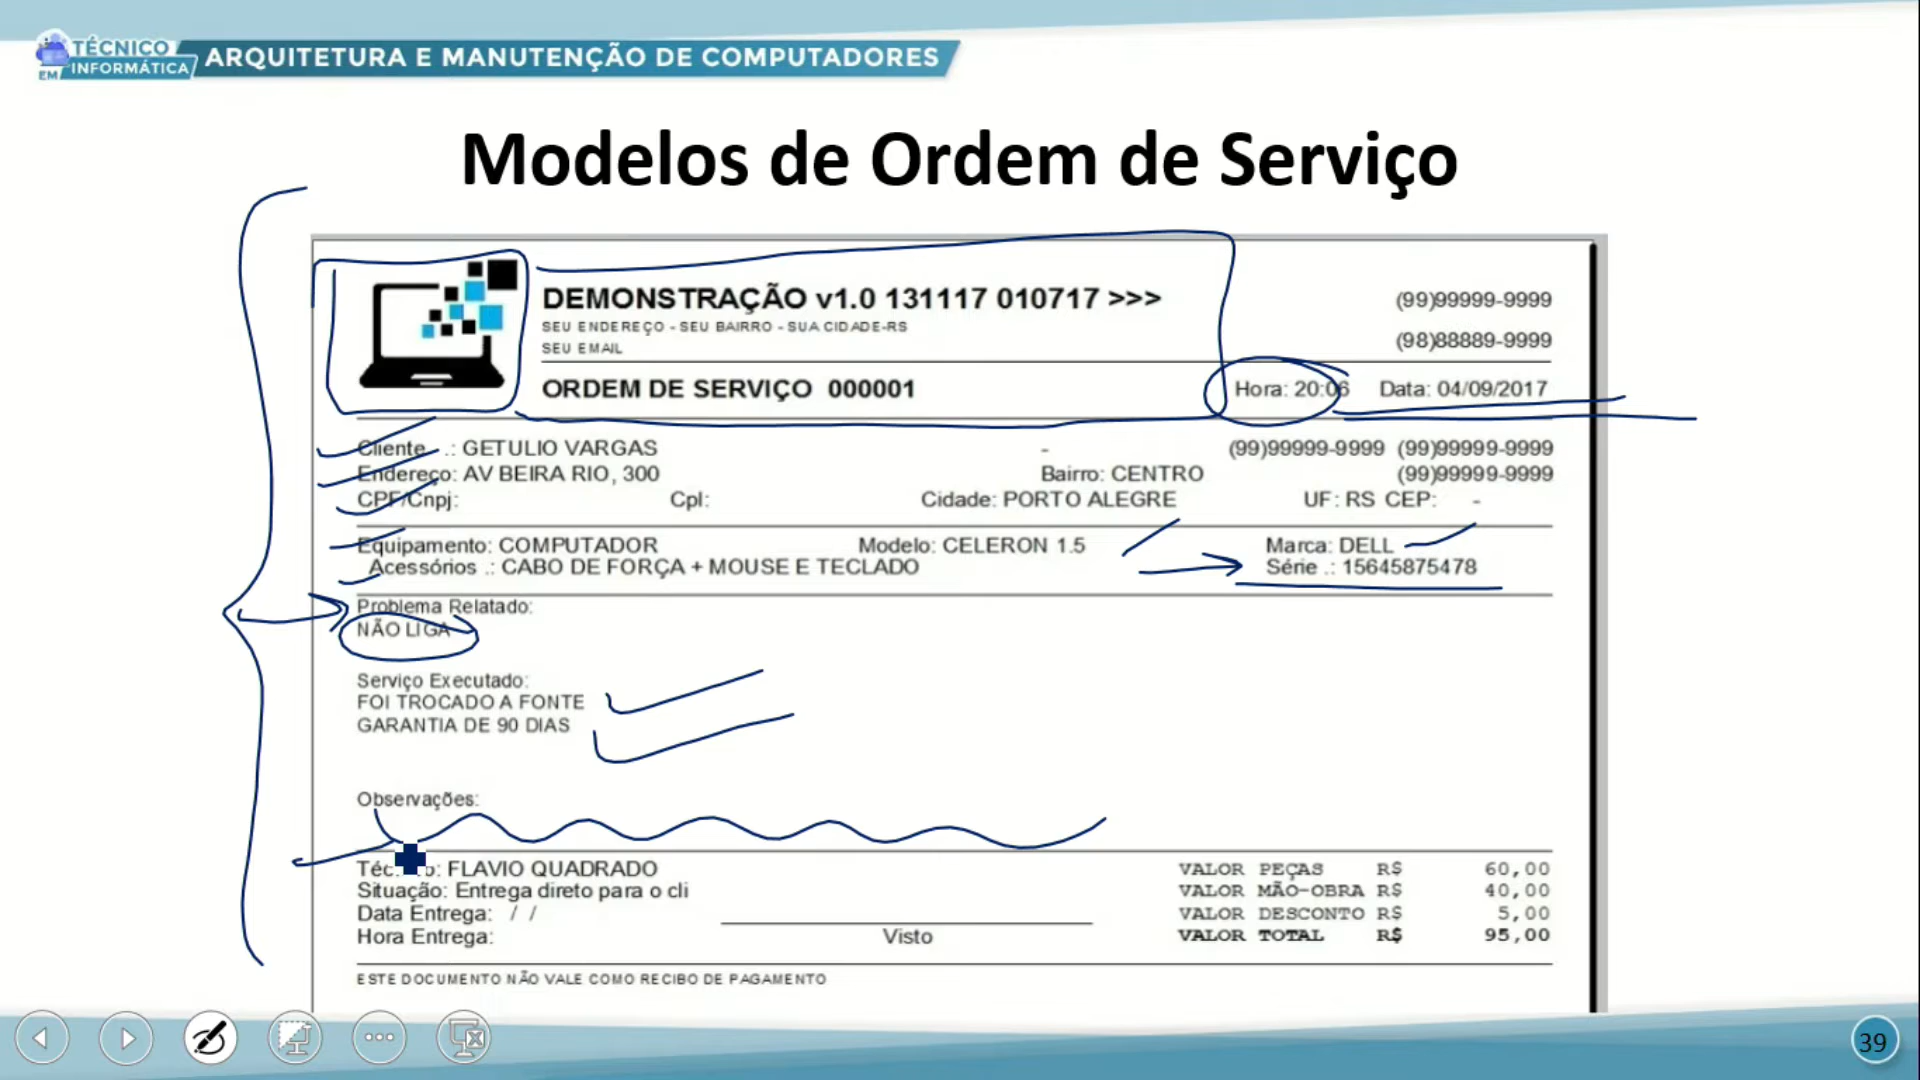 TÉCNICO
EM INFORMÁTICA
ARQUITETURA E MANUTENÇÃO DE COMPUTADORES
Modelos de Ordem de Serviço
DEMONSTRAÇÃO v1.0 131117 010717 >>> (99)99999-9999
SEU ENDEREÇO - SEU BAIRRO - SUA CIDADE-RS
SEU EMAIL (98)88889-9999
ORDEM DE SERVIÇO 000001 Hora: 20:06 Data: 04/09/2017
Cliente .: GETULIO VARGAS - (99)99999-9999 (99)99999-9999
Endereço: AV BEIRA RIO, 300 Bairro: CENTRO (99)99999-9999
CPF/Cnpj: Cpl: Cidade: PORTO ALEGRE UF: RS CEP: -
Equipamento: COMPUTADOR Modelo: CELERON 1.5 Marca: DELL
Acessórios .: CABO DE FORÇA + MOUSE E TECLADO Série .: 15645875478
Problema Relatado:
NÃO LIGA
Serviço Executado:
FOI TROCADO A FONTE
GARANTIA DE 90 DIAS
Observações:
FLAVIO QUADRADO VALOR PEÇAS R$ 60,00
Situação: Entrega direto para o cli VALOR MÃO-OBRA R$ 40,00
Data Entrega: / / VALOR DESCONTO R$ 5,00
Hora Entrega: Visto VALOR TOTAL R$ 95,00
ESTE DOCUMENTO NÃO VALE COMO RECIBO DE PAGAMENTO
39